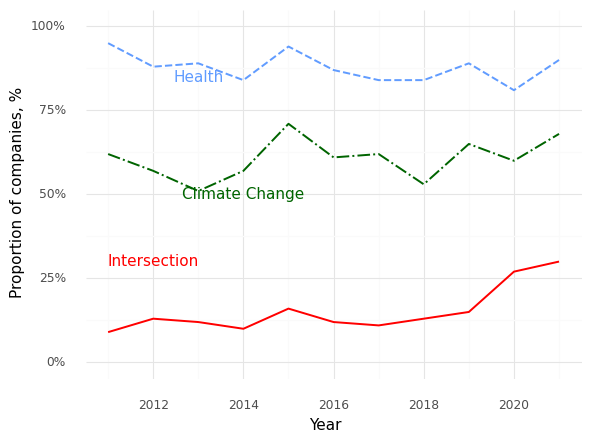 100%
75%
50%
25%
0%
Proportion of companies, %
Health
Climate Change
Intersection
2012 2014 2016 2018 2020
Year